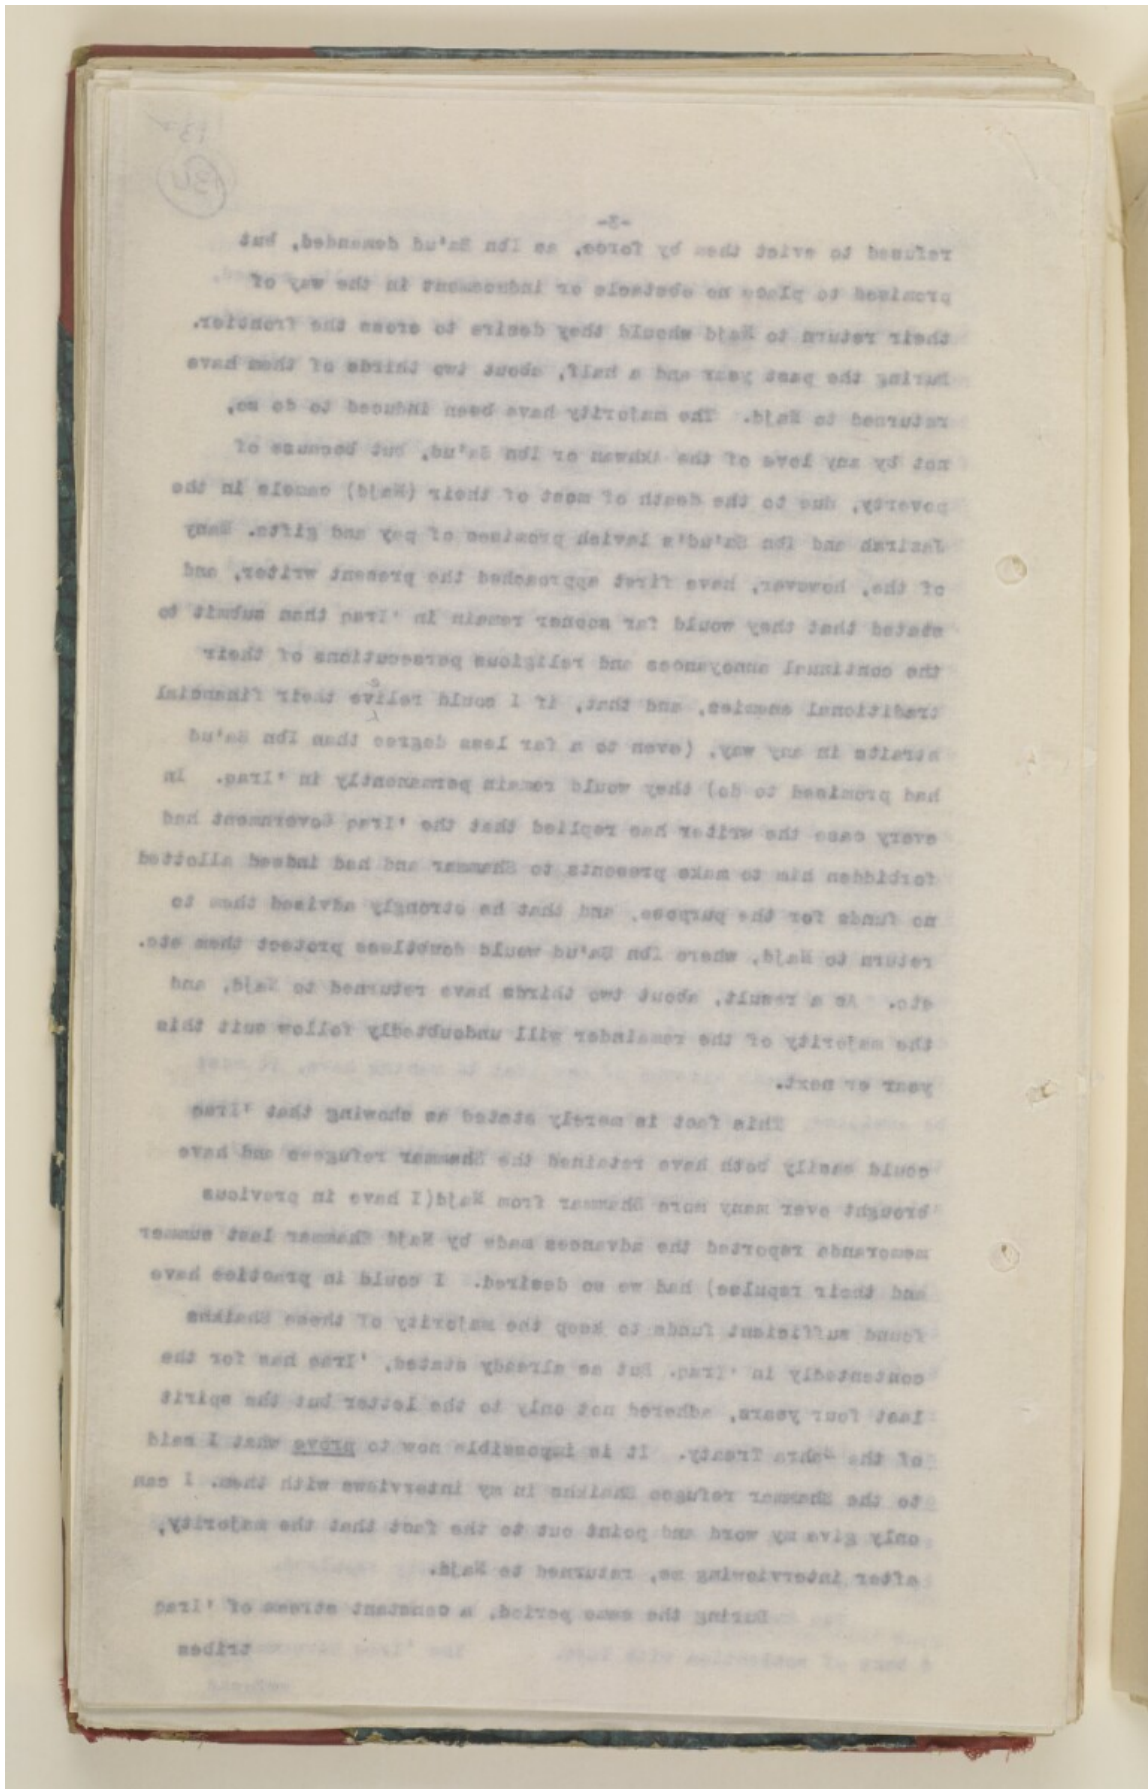 -3-
refused to evict them by force, as Ibn Sa'ud demanded, but
promised to place no obstacle or inducement in the way of
their return to Najd should they desire to cross the frontier.
During the past year and a half, about two thirds of them have
returned to Najd. The majority have been induced to do so,
not by any love of the Akhwan or Ibn Sa'ud, but because of
poverty, due to the death of most of their (Najd) camels in the
Jazirah and Ibn Sa'ud's lavish promises of pay and gifts. Many
of the, however, have first approached the present writer, and
stated that they would far sooner remain in 'Iraq than submit to
the continual annoyances and religious persecutions of their
traditional enemies, and that, if I could relieve their financial
straits in any way, (even to a far less degree than Ibn Sa'ud
had promised to do) they would remain permanently in 'Iraq. In
every case the writer has replied that the 'Iraq Government had
forbidden him to make presents to Shammar and had indeed allotted
no funds for the purpose, and that he strongly advised them to
return to Najd, where Ibn Sa'ud would doubtless protect them etc.
etc. As a result, about two thirds have returned to Najd, and
the majority of the remainder will undoubtedly follow suit this
year or next.
This fact is merely stated as showing that 'Iraq
could easily both have retained the Shammar refugees and have
brought over many more Shammar from Najd(I have in previous
memoranda reported the advances made by Najd Shammar last summer
and their repulse) had we so desired. I could in practice have
found sufficient funds to keep the majority of these Shaikhs
contentedly in 'Iraq. But as already stated, 'Iraq has for the
last four years, adhered not only to the letter but the spirit
of the Bahra Treaty. It is impossible now to prove what I said
to the Shammar refugee Shaikhs in my interviews with them. I can
only give my word and point out to the fact that the majority,
after interviewing me, returned to Najd.
During the same period, a constant stream of 'Iraq
tribes